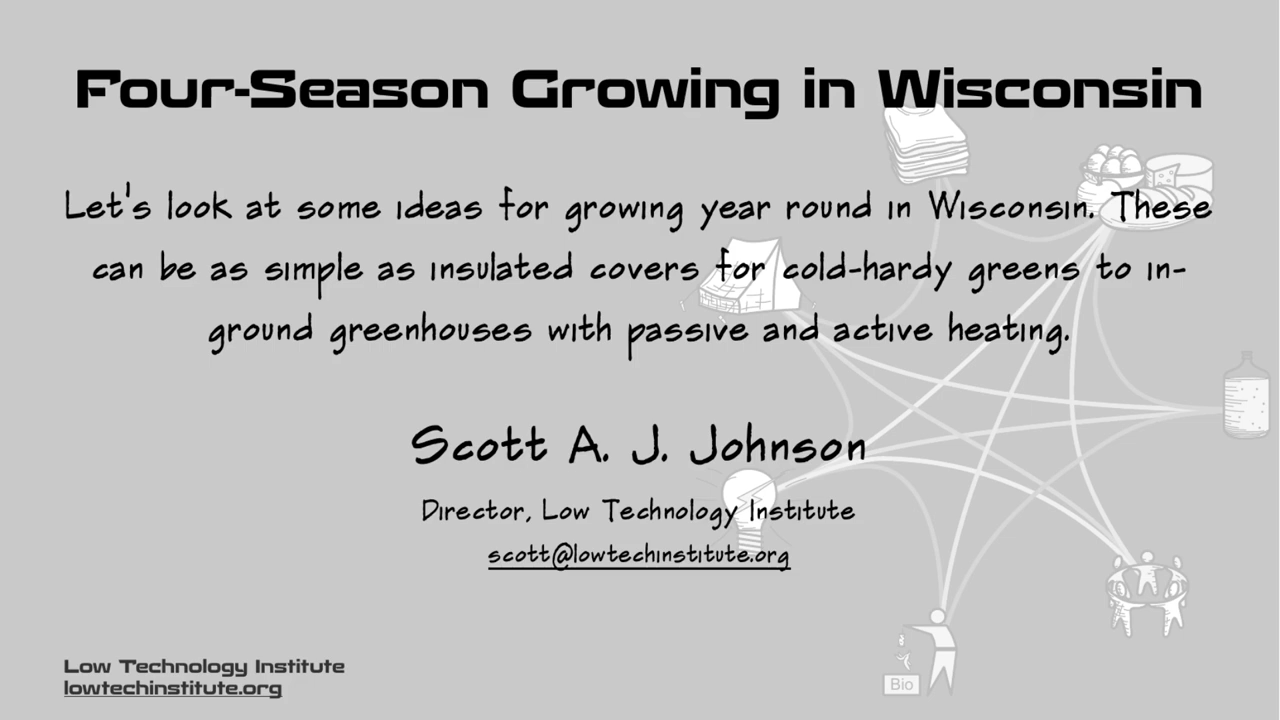 Four-Season Growing in Wisconsin
Let's look at some ideas for growing year round in Wisconsin. These
can be as simple as insulated covers for cold-hardy greens to in-
ground greenhouses with passive and active heating.
Scott A. J. Johnson
Director, Low Technology Institute
scott@lowtechinstitute.org
Bio
Low Technology Institute
lowtechinstitute.org